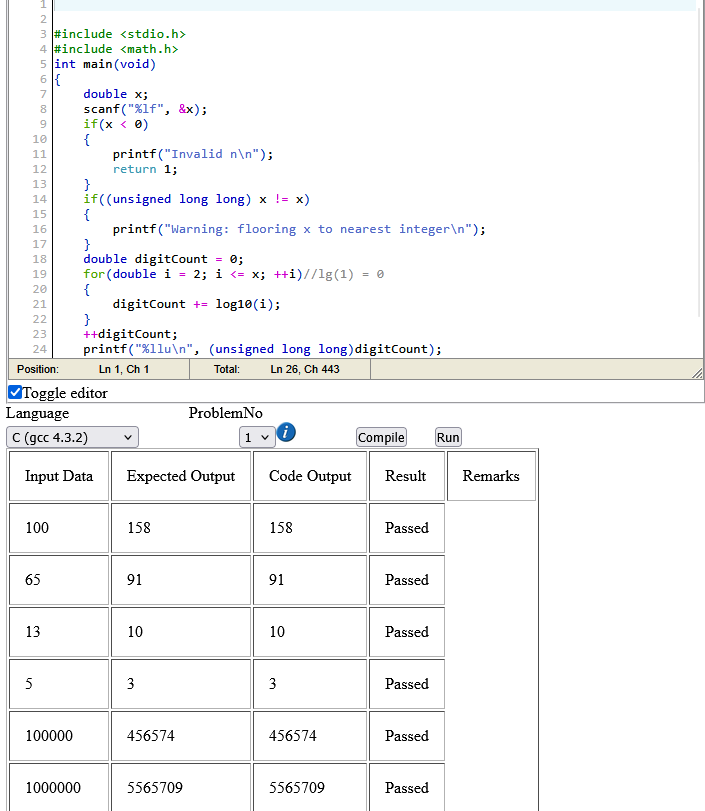 1
2
3 #include <stdio.h>
4 #include <math.h>
5 int main(void)
6 {
7     double x;
8     scanf("%lf", &x);
9     if(x < 0)
10     {
11         printf("Invalid n\n");
12         return 1;
13     }
14     if((unsigned long long) x != x)
15     {
16         printf("Warning: flooring x to nearest integer\n");
17     }
18     double digitCount = 0;
19     for(double i = 2; i <= x; ++i)//lg(1) = 0
20     {
21         digitCount += log10(i);
22     }
23     ++digitCount;
24     printf("%llu\n", (unsigned long long)digitCount);
Position: Ln 1, Ch 1 Total: Ln 26, Ch 443
Toggle editor
Language ProblemNo
C (gcc 4.3.2) 1 i Compile Run
Input Data Expected Output Code Output Result Remarks
100 158 158 Passed
65 91 91 Passed
13 10 10 Passed
5 3 3 Passed
100000 456574 456574 Passed
1000000 5565709 5565709 Passed